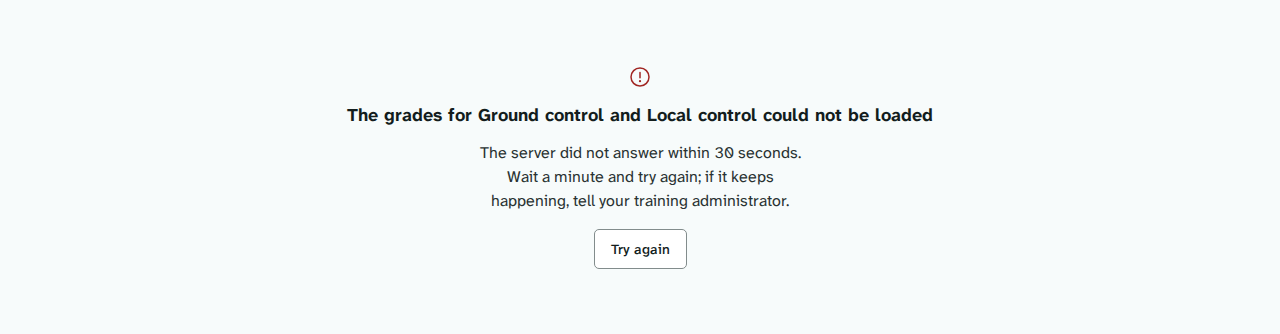 The grades for Ground control and Local control could not be loaded
The server did not answer within 30 seconds.
Wait a minute and try again; if it keeps
happening, tell your training administrator.
Try again